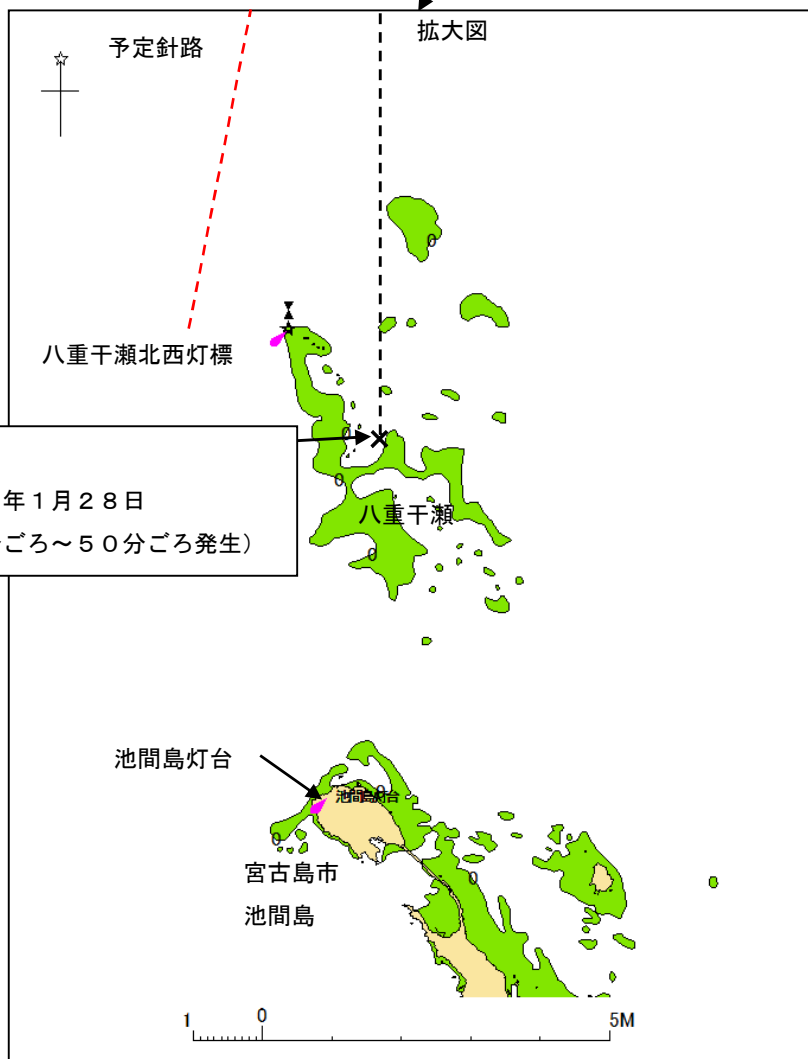 拡大図
予定針路
0
八重干瀬北西灯標
0
年1月28日
ごろ~50分ごろ発生)
0
八重干瀬
0
池間島灯台
池間島灯台
0
0
宮古島市
池間島
0
1 0 5M